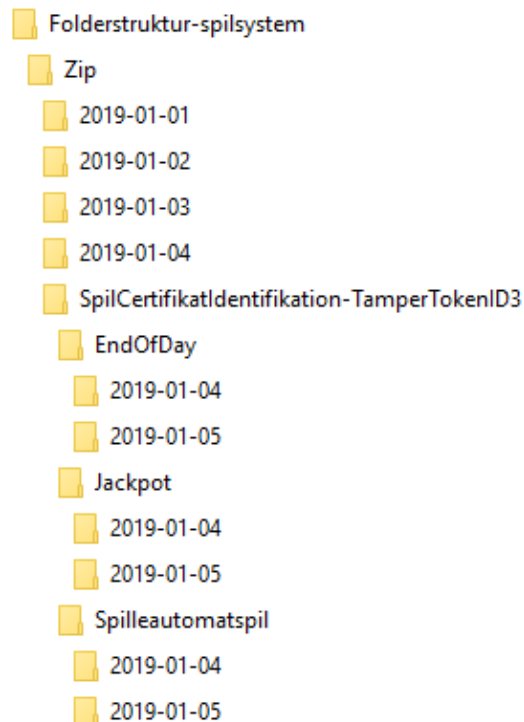 Folderstruktur-spilsystem
Zip
2019-01-01
2019-01-02
2019-01-03
2019-01-04
SpilCertifikatIdentifikation-TamperTokenID3
EndOfDay
2019-01-04
2019-01-05
Jackpot
2019-01-04
2019-01-05
Spilleautomatspil
2019-01-04
2019-01-05